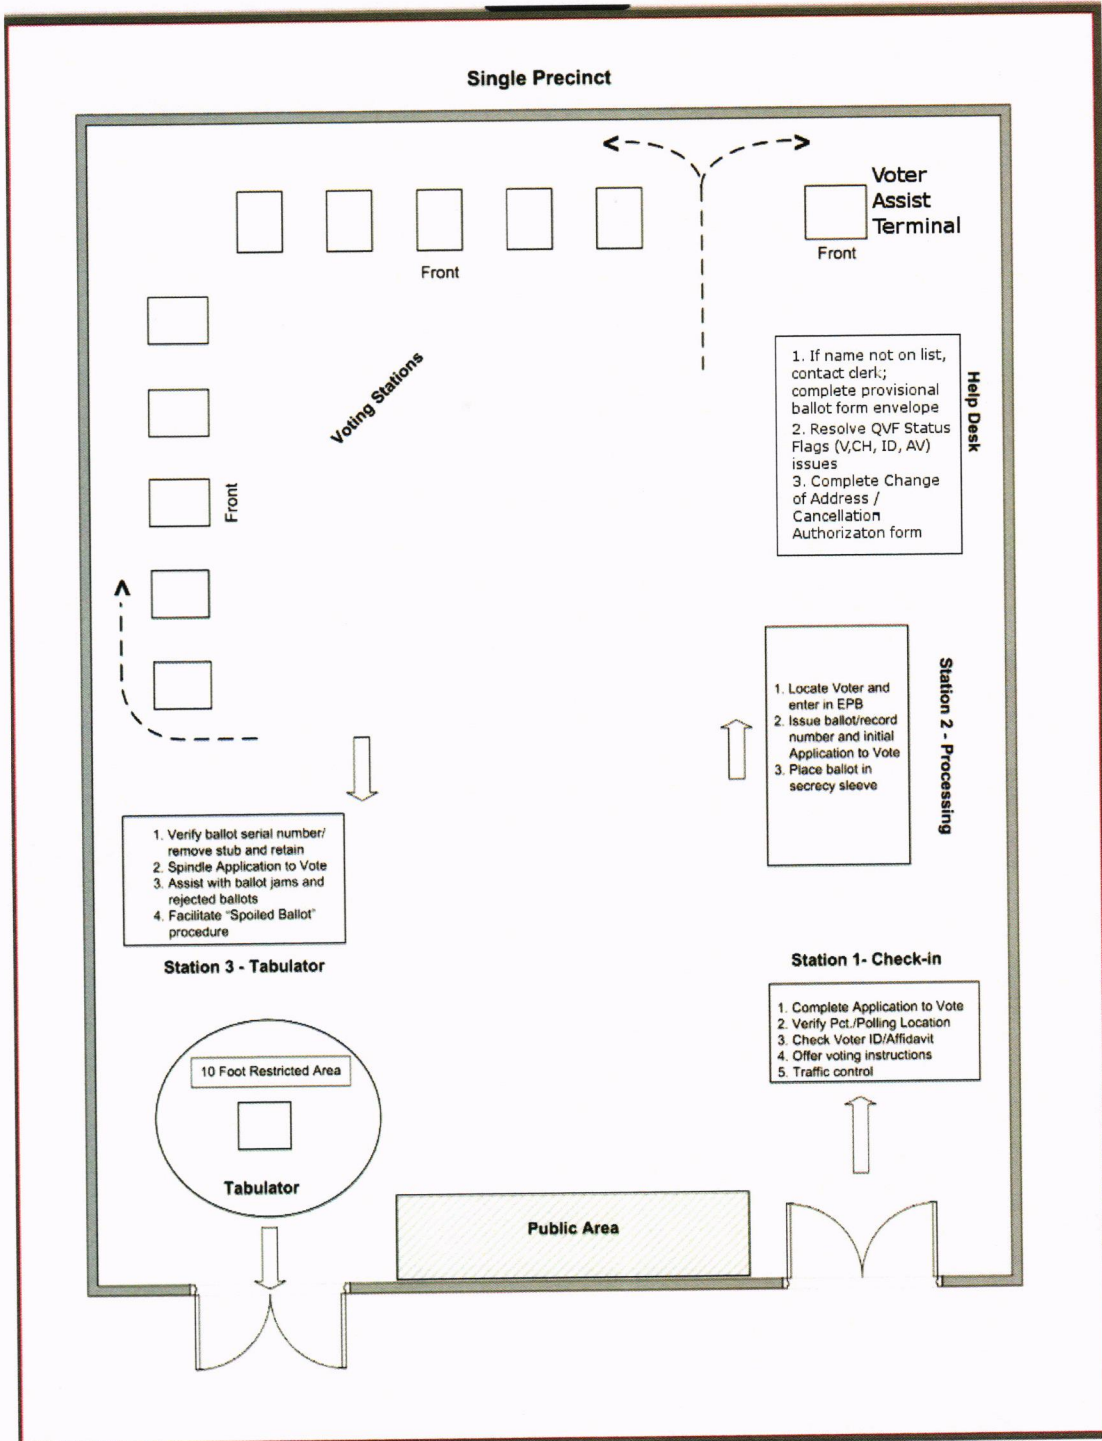 Single Precinct
Voter
Assist
Terminal
Front
Front
Voting Stations
Front
1. If name not on list,
contact clerk;
complete provisional
ballot form envelope
2. Resolve QVF Status
Flags (V,CH, ID, AV)
issues
3. Complete Change
of Address /
Cancellation
Authorizaton form
Help Desk
1. Locate Voter and
enter in EPB
2. Issue ballot/record
number and initial
Application to Vote
3. Place ballot in
secrecy sleeve
Station 2 - Processing
1. Verify ballot serial number/
remove stub and retain
2. Spindle Application to Vote
3. Assist with ballot jams and
rejected ballots
4. Facilitate “Spoiled Ballot”
procedure
Station 3 - Tabulator
Station 1- Check-in
1. Complete Application to Vote
2. Verify Pct./Polling Location
3. Check Voter ID/Affidavit
4. Offer voting instructions
5. Traffic control
10 Foot Restricted Area
Tabulator
Public Area